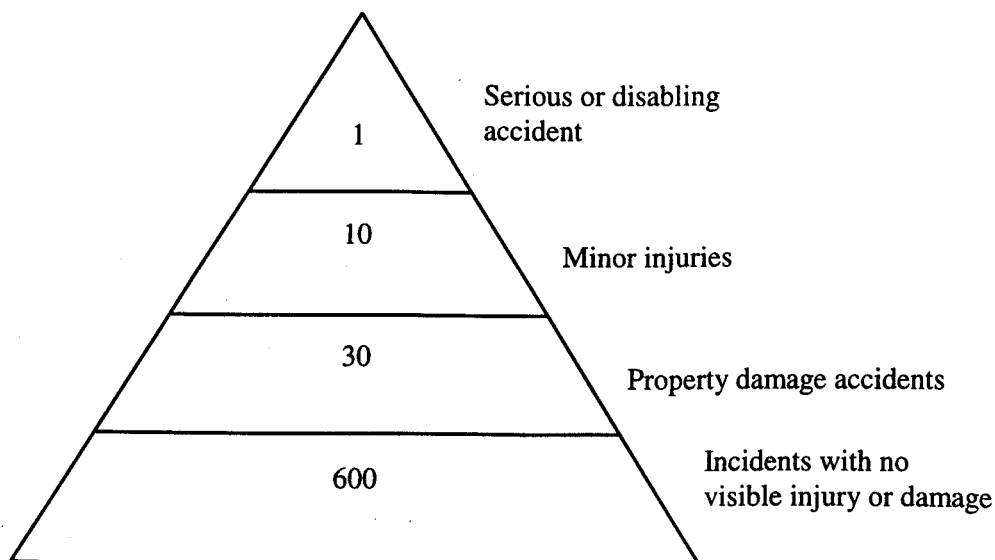 1
Serious or disabling
accident
10
Minor injuries
30
Property damage accidents
600
Incidents with no
visible injury or damage